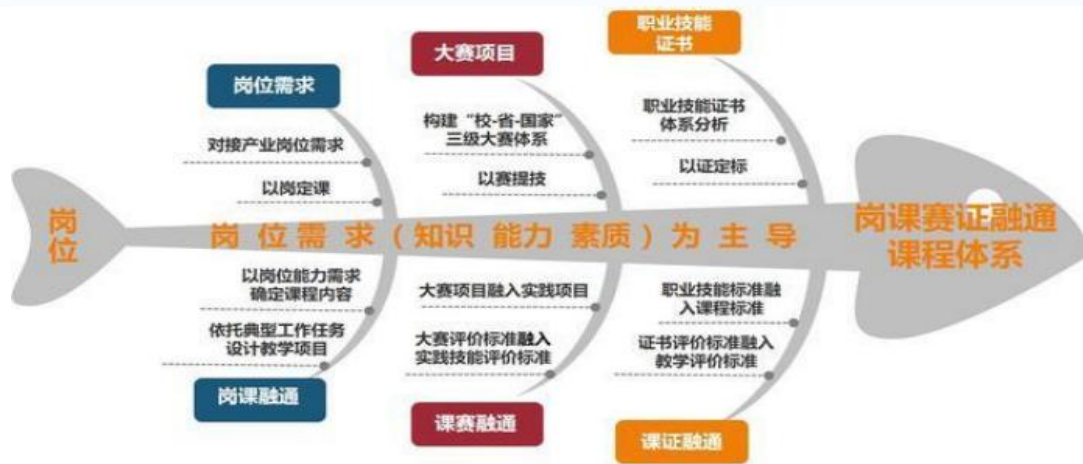 职业技能
证书
大赛项目
岗位需求
职业技能证书
体系分析
构建“校-省-国家”
三级大赛体系
对接产业岗位需求
以证定标
以赛提技
以岗定课
岗位
岗位需求(知识 能力 素质)为主导
岗课赛证融通
课程体系
以岗位能力需求
确定课程内容
大赛项目融入实践项目
职业技能标准融
入课程标准
依托典型工作任务
设计教学项目
大赛评价标准融入
实践技能评价标准
证书评价标准融入
教学评价标准
岗课融通
课赛融通
课证融通